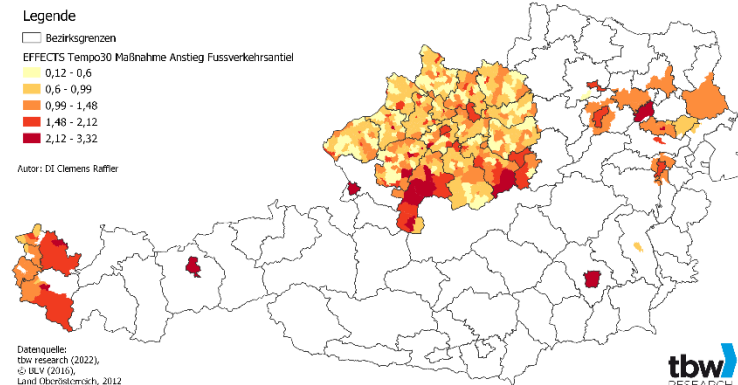 Legende
Bezirksgrenzen
EFFECTS Tempo30 Maßnahme Anstieg Fussverkehrsantiel
0,12 - 0,6
0,6 - 0,99
0,99 - 1,48
1,48 - 2,12
2,12 - 3,32
Autor: DI Clemens Raffler
Datenquelle:
tbw research (2022),
© BEV (2016),
Land Oberösterreich, 2012
tbw
RESEARCH